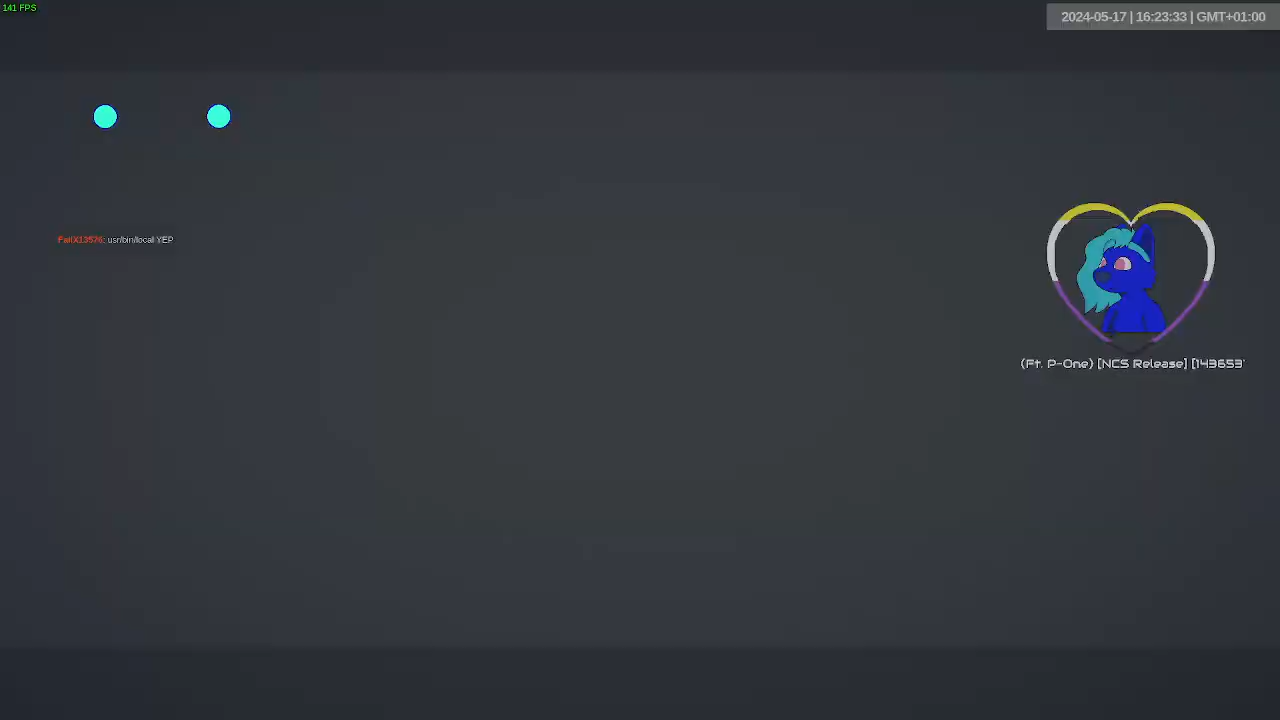 141 FPS
2024-05-17 | 16:23:33 | GMT+01:00
usr/bin/local YEP
(Ft. P-One) [NCS Release] [143653